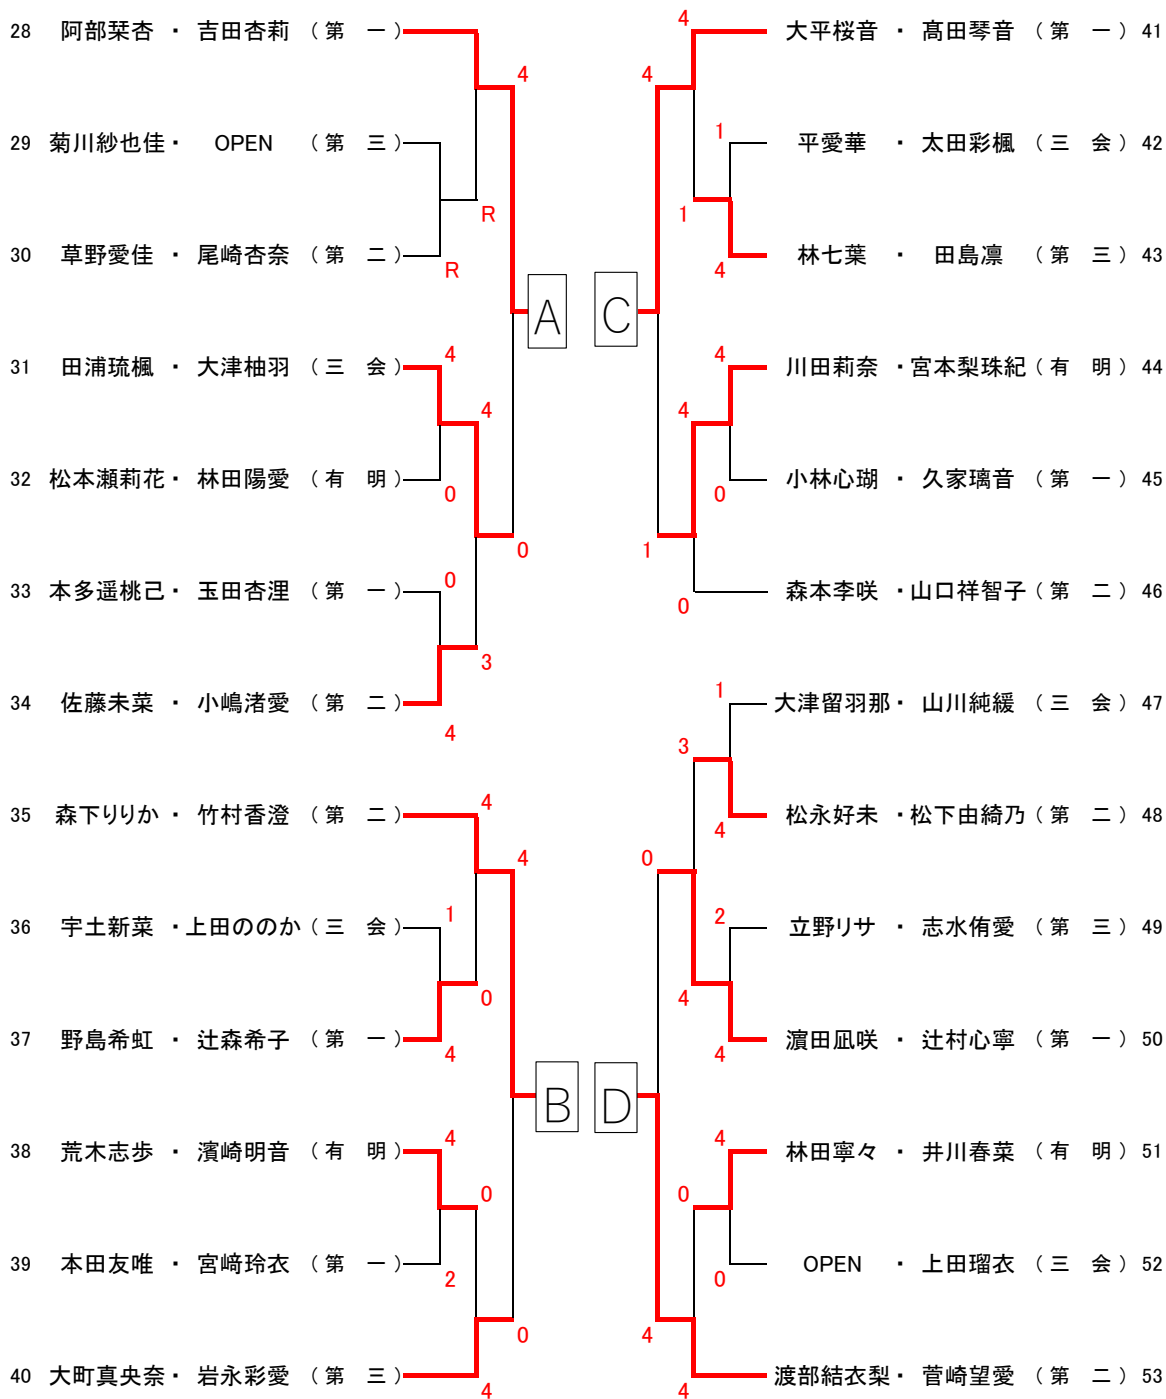 28 阿部栞杏 ・ 吉田杏莉 （第 一）
4
29 菊川紗也佳・ OPEN （第 三）
R
30 草野愛佳 ・ 尾崎杏奈 （第 二）
R
A
31 田浦琉楓 ・ 大津柚羽 （三 会）
4
4
32 松本瀬莉花・ 林田陽愛 （有 明）
0
0
33 本多遥桃己・ 玉田杏浬 （第 一）
0
3
34 佐藤未菜 ・ 小嶋渚愛 （第 二）
4
35 森下りりか ・ 竹村香澄 （第 二）
4
4
36 宇土新菜 ・上田ののか（三 会）
1
0
37 野島希虹 ・ 辻森希子 （第 一）
4
B
38 荒木志歩 ・ 濱崎明音 （有 明）
4
0
39 本田友唯 ・ 宮﨑玲衣 （第 一）
2
0
40 大町真央奈・ 岩永彩愛 （第 三）
4
4
大平桜音 ・ 髙田琴音 （第 一）41
4
1
平愛華 ・ 太田彩楓 （三 会）42
1
林七葉 ・ 田島凛 （第 三）43
4
C
4
川田莉奈 ・宮本梨珠紀（有 明）44
4
小林心瑚 ・ 久家璃音 （第 一）45
0
1
森本李咲 ・山口祥智子（第 二）46
0
1
大津留羽那・ 山川純緩 （三 会）47
3
松永好未 ・松下由綺乃（第 二）48
4
0
2
立野リサ ・ 志水侑愛 （第 三）49
4
濵田凪咲 ・ 辻村心寧 （第 一）50
4
D
4
林田寧々 ・ 井川春菜 （有 明）51
0
OPEN ・ 上田瑠衣 （三 会）52
0
4
渡部結衣梨・ 菅崎望愛 （第 二）53
4